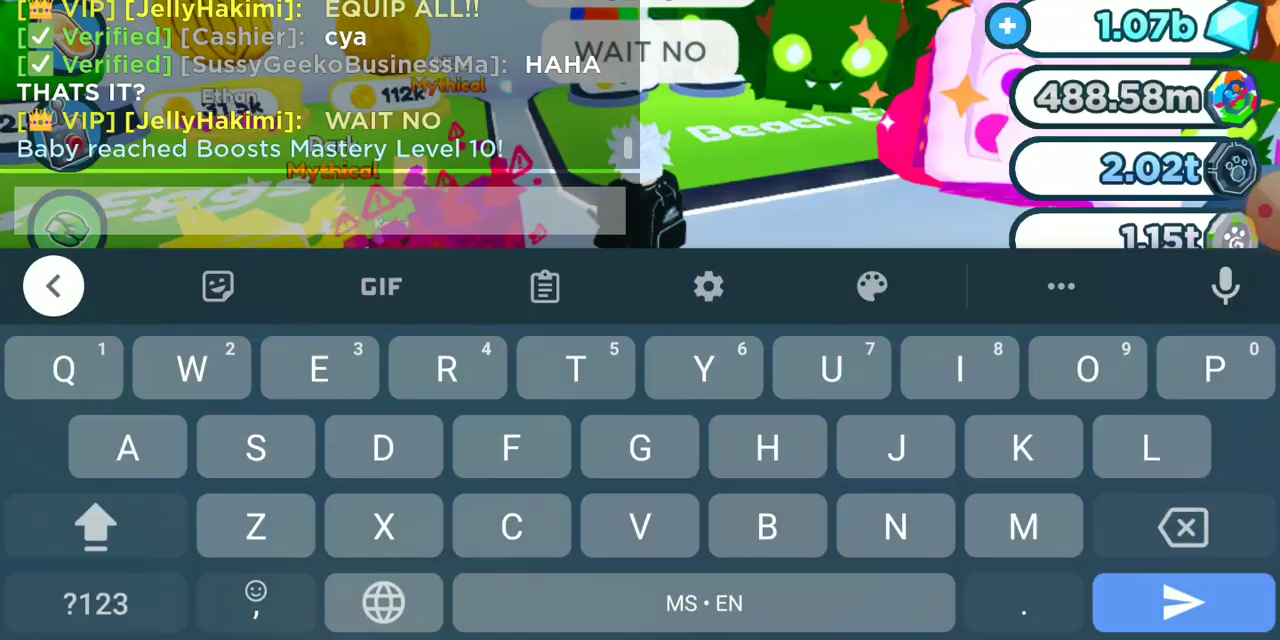 [👑 VIP] [JellyHakimi]: EQUIP ALL!!
[✔ Verified] [Cashier]: cya
[✔ Verified] [SussyGeekoBusinessMa]: HAHA
THATS IT?
[👑 VIP] [JellyHakimi]: WAIT NO
Baby reached Boosts Mastery Level 10!
WAIT NO
Ethan
112k
Mythical
Mythical
Beach
1.07b
488.58m
2.02t
1.15t
GIF
Q 1 W 2 E 3 R 4 T 5 Y 6 U 7 I 8 O 9 P 0
A S D F G H J K L
Z X C V B N M
?123 , MS • EN .